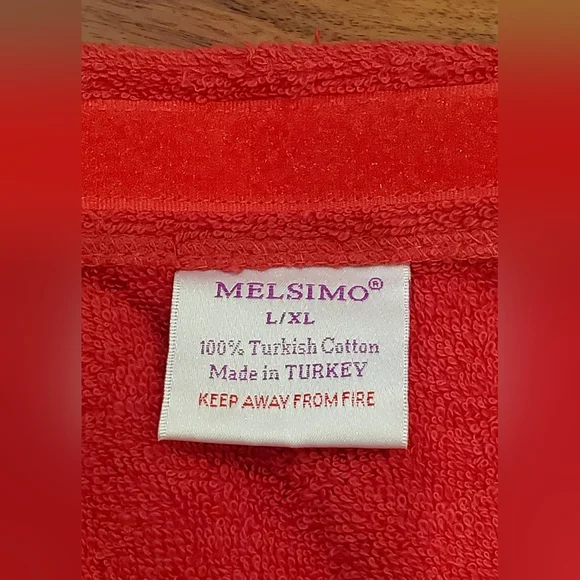 MELSIMO®
L/XL
100% Turkish Cotton
Made in TURKEY
KEEP AWAY FROM FIRE